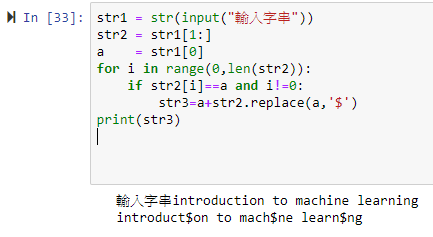 In [33]: str1 = str(input("輸入字串"))
str2 = str1[1:]
a    = str1[0]
for i in range(0,len(str2)):
    if str2[i]==a and i!=0:
        str3=a+str2.replace(a,'$')
print(str3)
輸入字串introduction to machine learning
introduct$on to mach$ne learn$ng